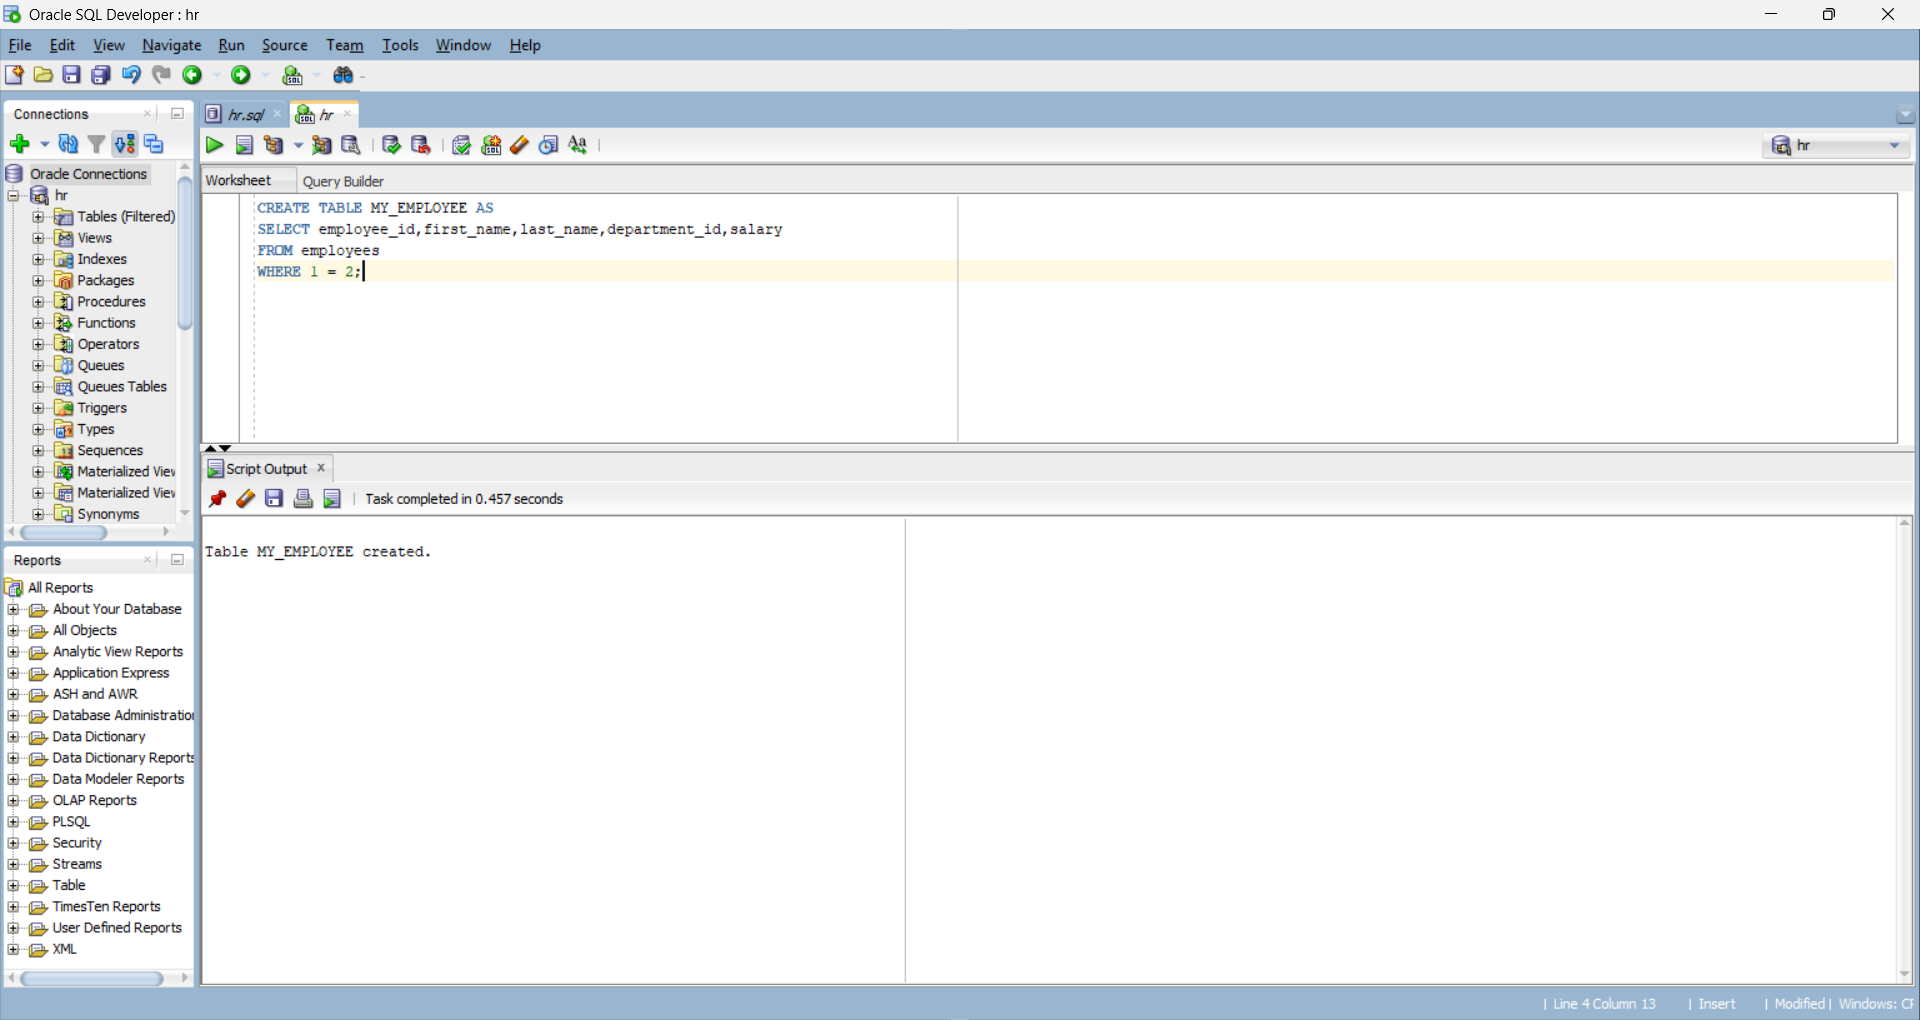 Oracle SQL Developer : hr
File Edit View Navigate Run Source Team Tools Window Help
Connections
hr.sql
hr
hr
Oracle Connections
hr
Tables (Filtered)
Views
Indexes
Packages
Procedures
Functions
Operators
Queues
Queues Tables
Triggers
Types
Sequences
Materialized Viev
Materialized Viev
Synonyms
Worksheet Query Builder
CREATE TABLE MY_EMPLOYEE AS
SELECT employee_id,first_name,last_name,department_id,salary
FROM employees
WHERE 1 = 2;
Script Output
Task completed in 0.457 seconds
Table MY_EMPLOYEE created.
Reports
All Reports
About Your Database
All Objects
Analytic View Reports
Application Express
ASH and AWR
Database Administration
Data Dictionary
Data Dictionary Reports
Data Modeler Reports
OLAP Reports
PLSQL
Security
Streams
Table
TimesTen Reports
User Defined Reports
XML
| Line 4 Column 13 | Insert | Modified | Windows: CF